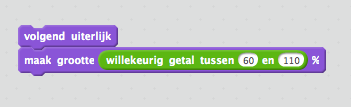 volgend uiterlijk
maak grootte willekeurig getal tussen 60 en 110 %